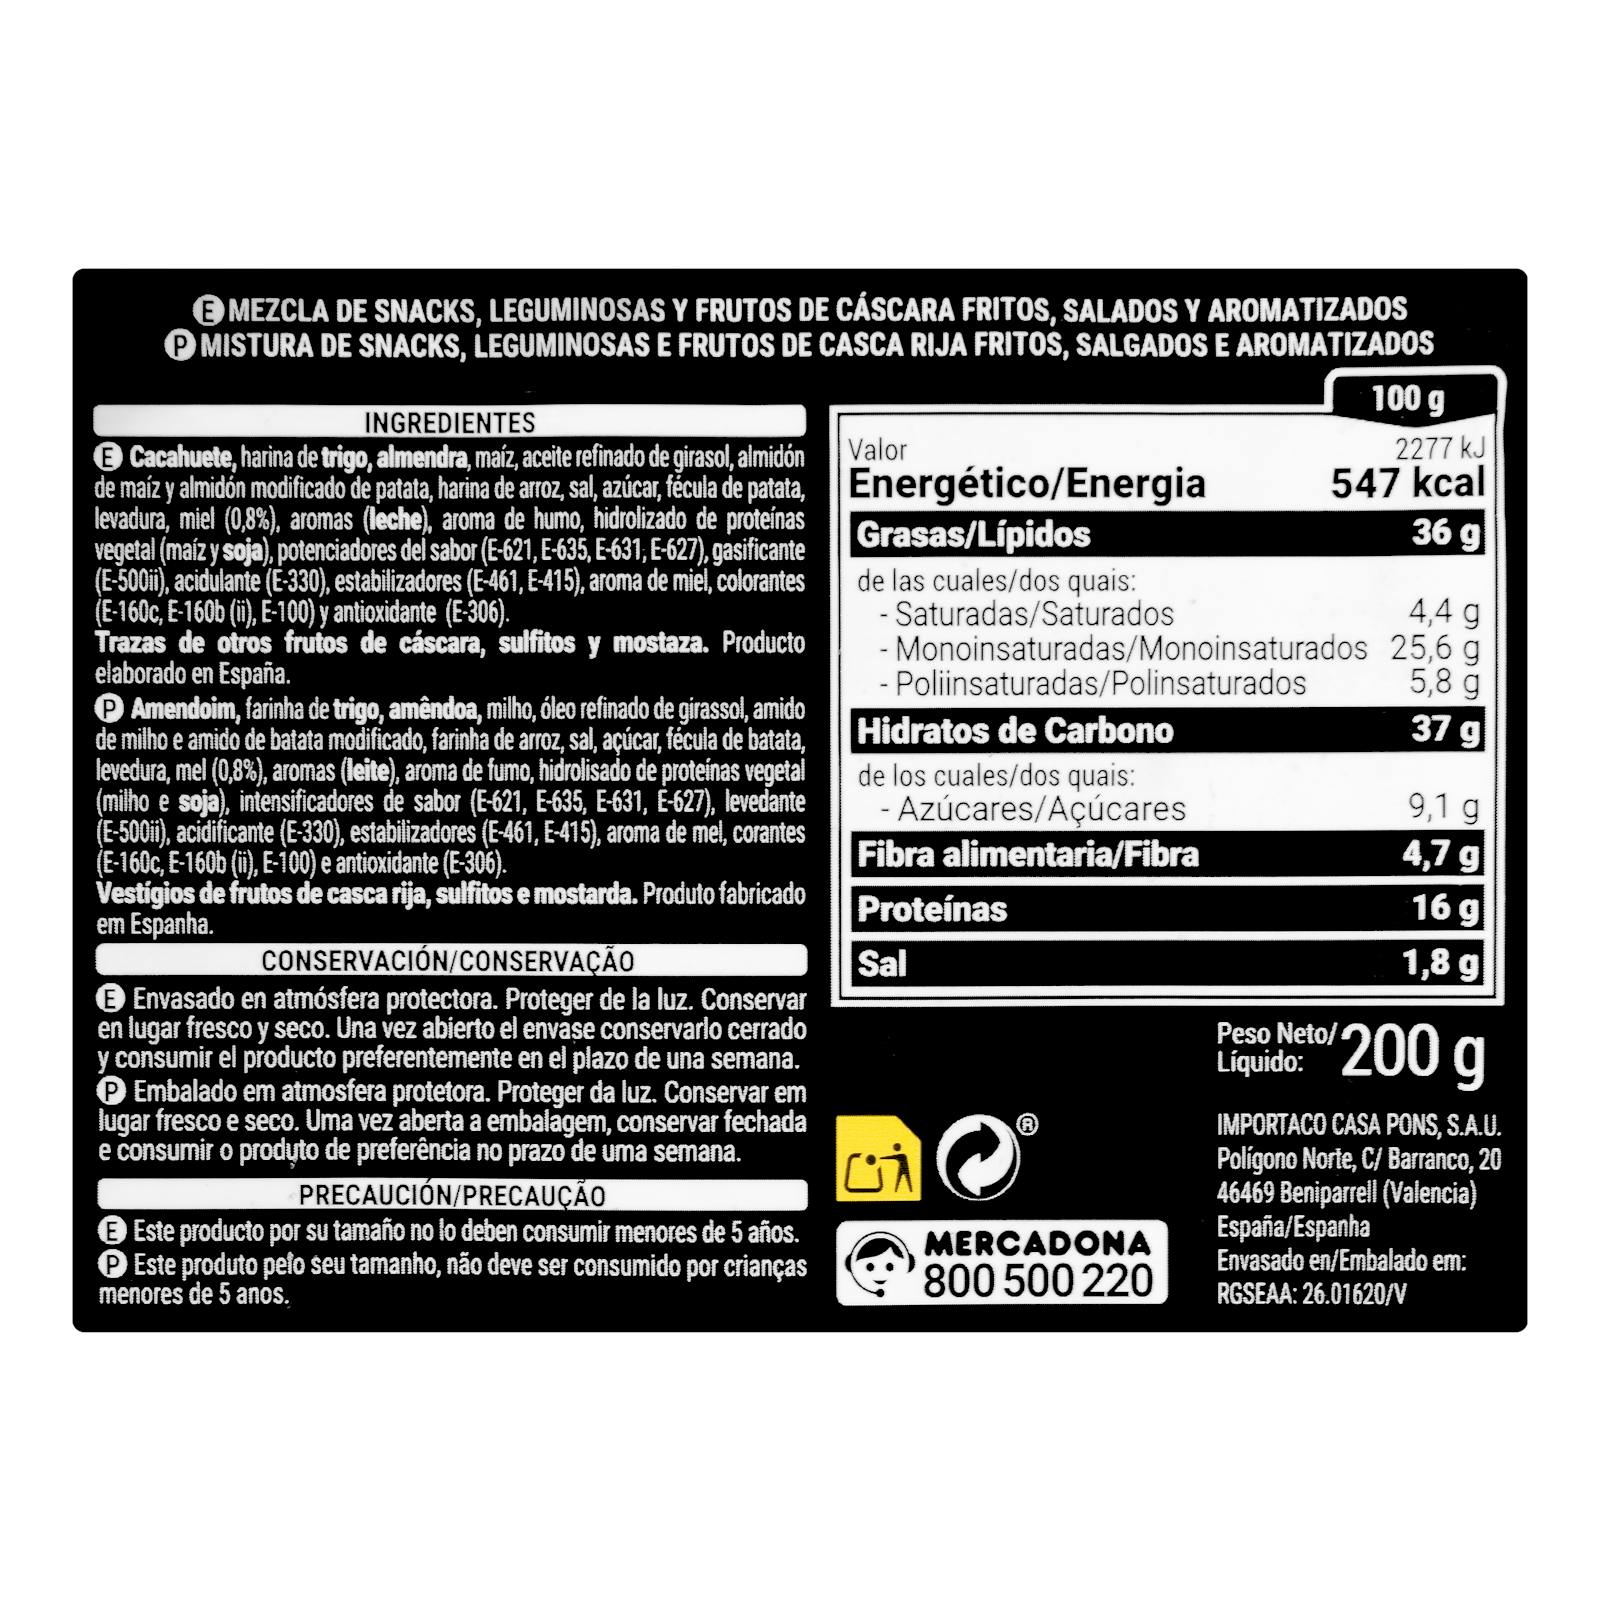 E MEZCLA DE SNACKS, LEGUMINOSAS Y FRUTOS DE CÁSCARA FRITOS, SALADOS Y AROMATIZADOS
P MISTURA DE SNACKS, LEGUMINOSAS E FRUTOS DE CASCA RIJA FRITOS, SALGADOS E AROMATIZADOS
INGREDIENTES
E Cacahuete, harina de trigo, almendra, maíz, aceite refinado de girasol, almidón
de maíz y almidón modificado de patata, harina de arroz, sal, azúcar, fécula de patata,
levadura, miel (0,8%), aromas (leche), aroma de humo, hidrolizado de proteínas
vegetal (maíz y soja), potenciadores del sabor (E-621, E-635, E-631, E-627), gasificante
(E-500ii), acidulante (E-330), estabilizadores (E-461, E-415), aroma de miel, colorantes
(E-160c, E-160b (ii), E-100) y antioxidante (E-306).
Trazas de otros frutos de cáscara, sulfitos y mostaza. Producto
elaborado en España.
P Amendoim, farinha de trigo, amêndoa, milho, óleo refinado de girassol, amido
de milho e amido de batata modificado, farinha de arroz, sal, açúcar, fécula de batata,
levedura, mel (0,8%), aromas (leite), aroma de fumo, hidrolisado de proteínas vegetal
(milho e soja), intensificadores de sabor (E-621, E-635, E-631, E-627), levedante
(E-500ii), acidificante (E-330), estabilizadores (E-461, E-415), aroma de mel, corantes
(E-160c, E-160b (ii), E-100) e antioxidante (E-306).
Vestígios de frutos de casca rija, sulfitos e mostarda. Produto fabricado
em Espanha.
CONSERVACIÓN/CONSERVAÇÃO
E Envasado en atmósfera protectora. Proteger de la luz. Conservar
en lugar fresco y seco. Una vez abierto el envase conservarlo cerrado
y consumir el producto preferentemente en el plazo de una semana.
P Embalado em atmosfera protetora. Proteger da luz. Conservar em
lugar fresco e seco. Uma vez aberta a embalagem, conservar fechada
e consumir o produto de preferência no prazo de uma semana.
PRECAUCIÓN/PRECAUÇÃO
E Este producto por su tamaño no lo deben consumir menores de 5 años.
P Este produto pelo seu tamanho, não deve ser consumido por crianças
menores de 5 anos.
100 g
Valor 2277 kJ
Energético/Energia 547 kcal
Grasas/Lípidos 36 g
de las cuales/dos quais:
- Saturadas/Saturados 4,4 g
- Monoinsaturadas/Monoinsaturados 25,6 g
- Poliinsaturadas/Polinsaturados 5,8 g
Hidratos de Carbono 37 g
de los cuales/dos quais:
- Azúcares/Açúcares 9,1 g
Fibra alimentaria/Fibra 4,7 g
Proteínas 16 g
Sal 1,8 g
Peso Neto/
Líquido: 200 g
®
MERCADONA
800 500 220
IMPORTACO CASA PONS, S.A.U.
Polígono Norte, C/ Barranco, 20
46469 Beniparrell (Valencia)
España/Espanha
Envasado en/Embalado em:
RGSEAA: 26.01620/V